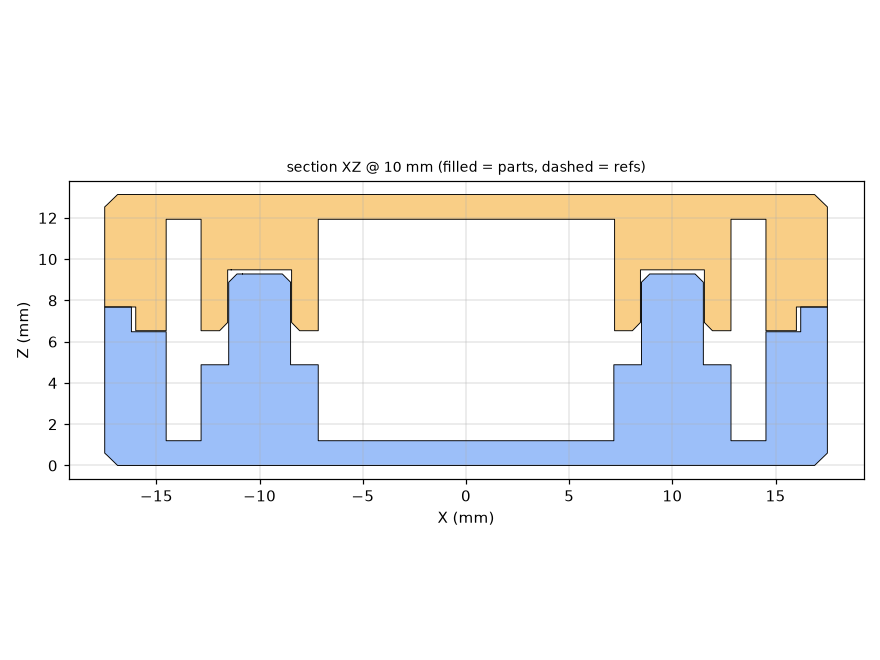 section XZ @ 10 mm (filled = parts, dashed = refs)
12
10
8
6
4
2
0
Z (mm)
−15 −10 −5 0 5 10 15
X (mm)